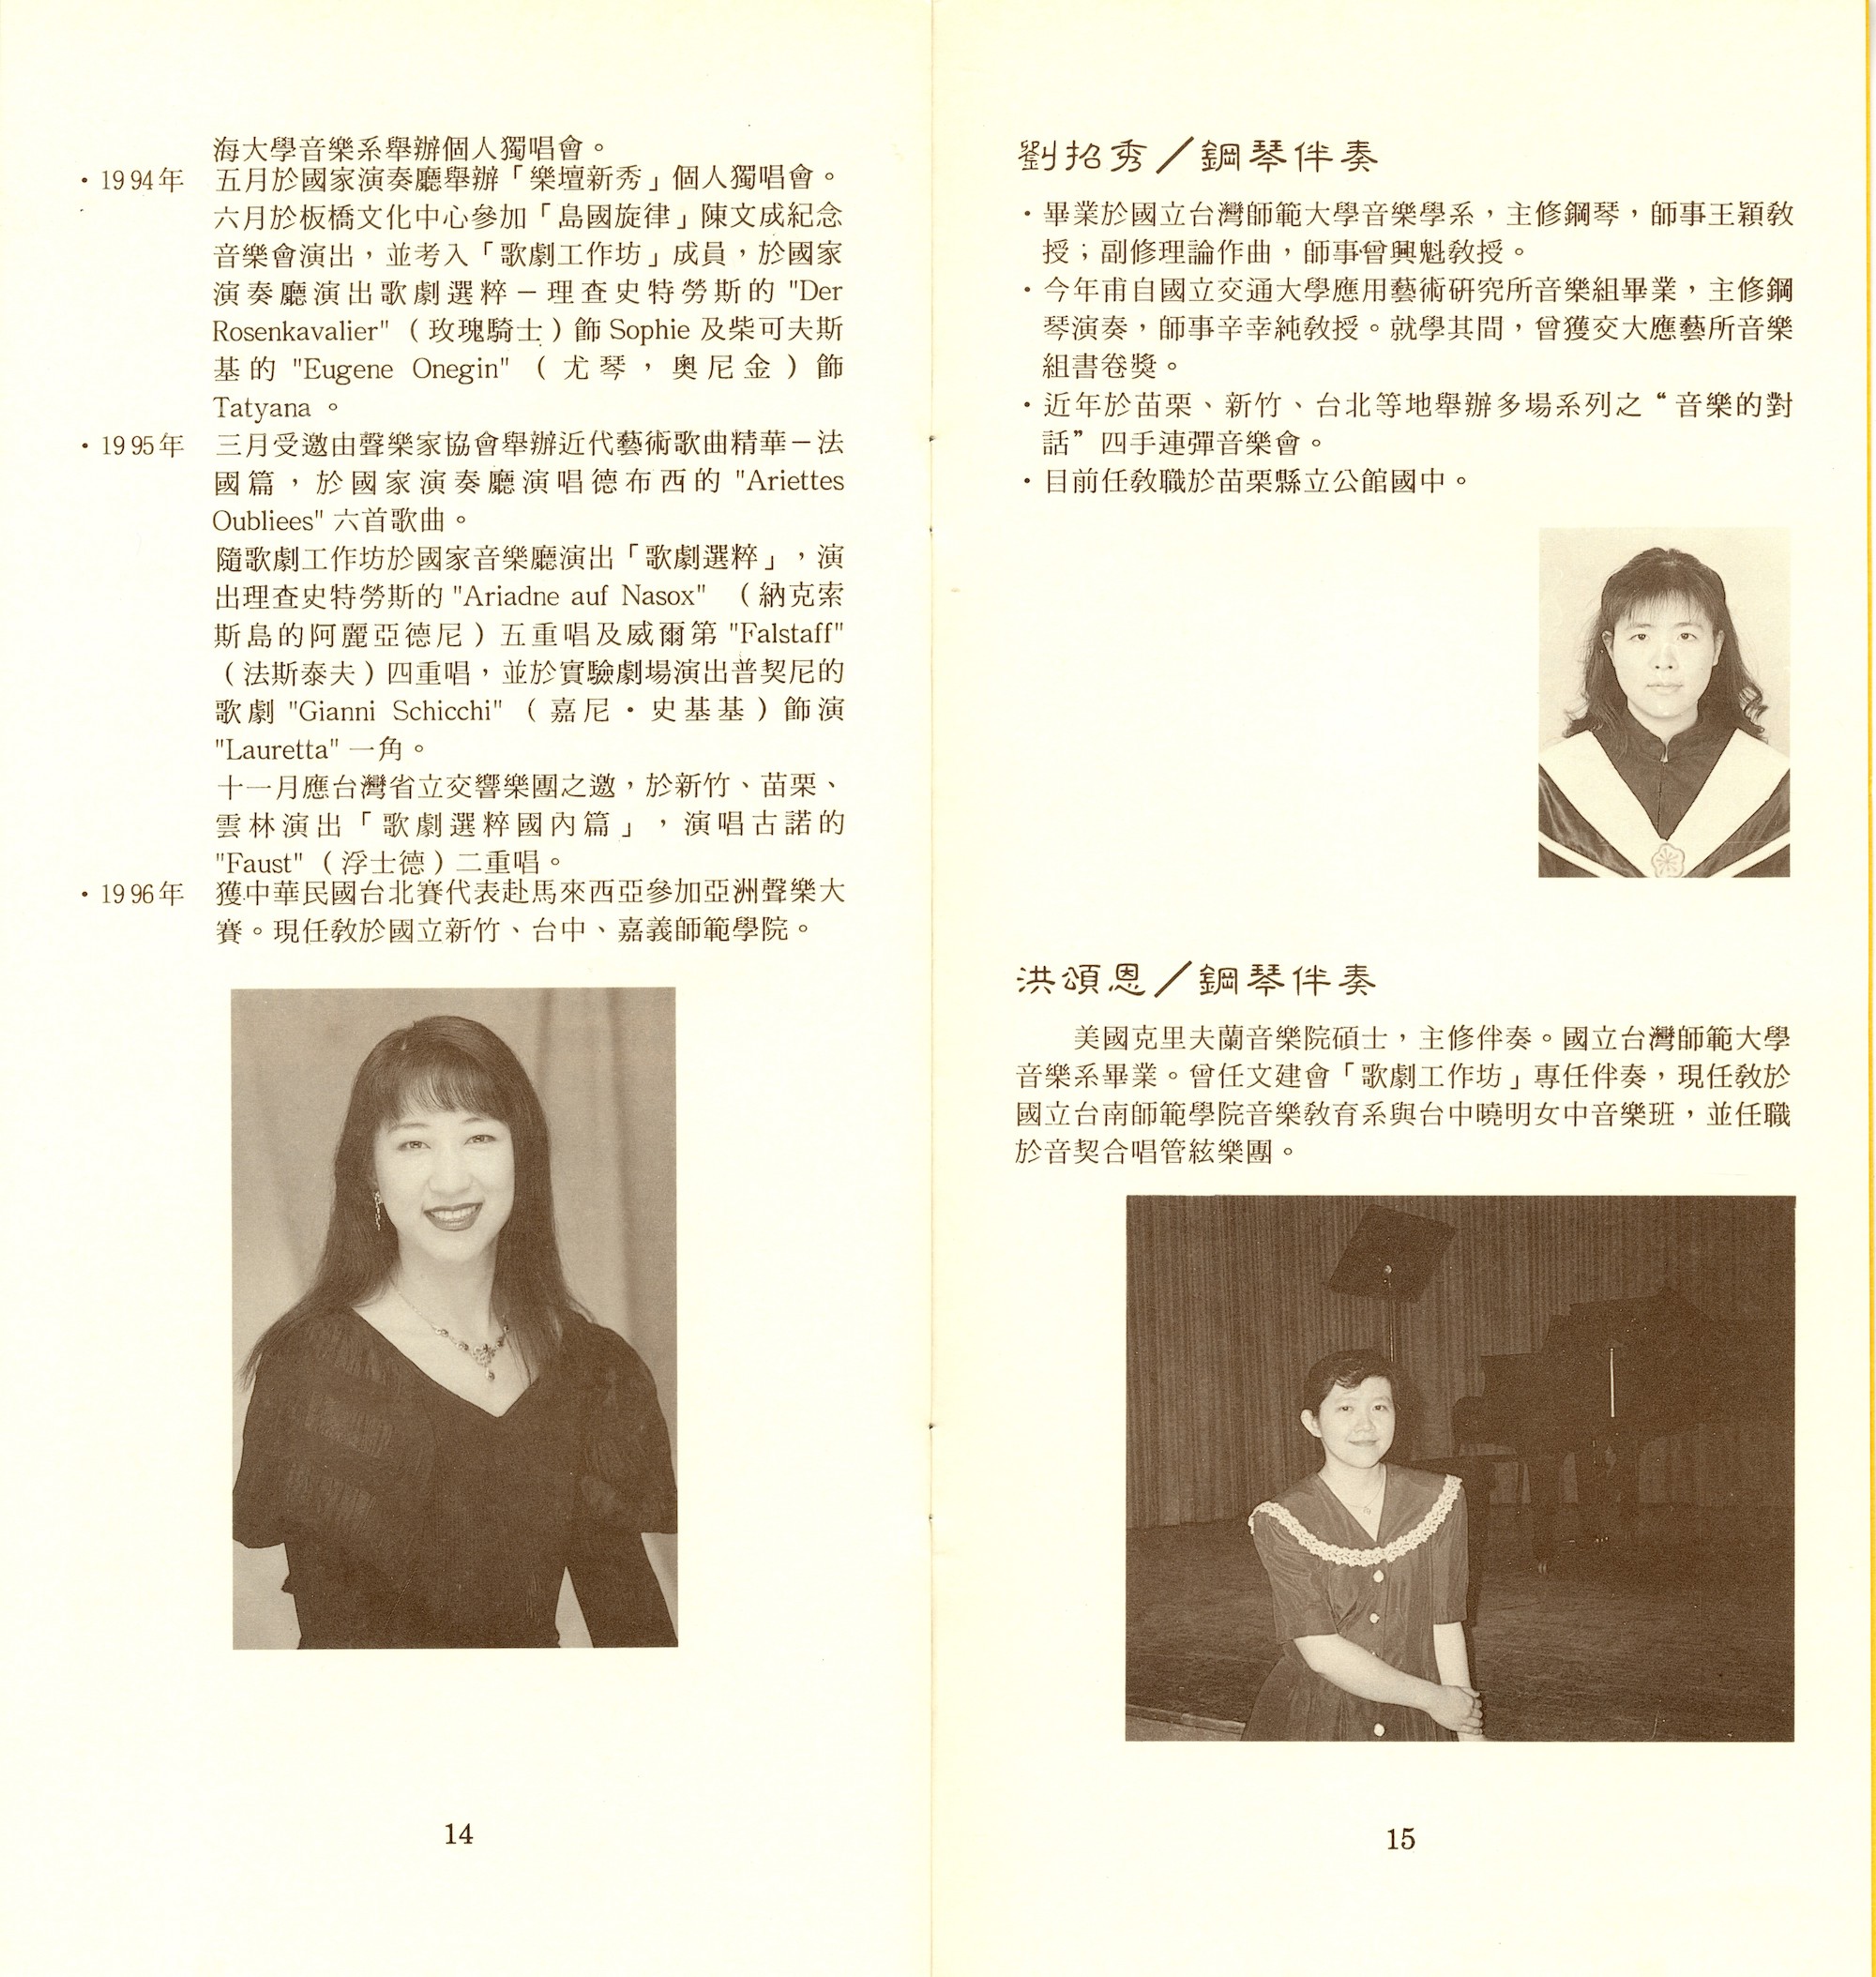 海大學音樂系舉辦個人獨唱會。
・1994年 五月於國家演奏廳舉辦「樂壇新秀」個人獨唱會。
六月於板橋文化中心參加「島國旋律」陳文成紀念
音樂會演出，並考入「歌劇工作坊」成員，於國家
演奏廳演出歌劇選粹－理查史特勞斯的 "Der
Rosenkavalier"（玫瑰騎士）飾 Sophie 及柴可夫斯
基的 "Eugene Onegin"（尤琴，奧尼金）飾
Tatyana 。
・1995年 三月受邀由聲樂家協會舉辦近代藝術歌曲精華－法
國篇，於國家演奏廳演唱德布西的 "Ariettes
Oubliees" 六首歌曲。
隨歌劇工作坊於國家音樂廳演出「歌劇選粹」，演
出理查史特勞斯的 "Ariadne auf Nasox" （納克索
斯島的阿麗亞德尼）五重唱及威爾第 "Falstaff"
（法斯泰夫）四重唱，並於實驗劇場演出普契尼的
歌劇 "Gianni Schicchi"（嘉尼・史基基）飾演
"Lauretta" 一角。
十一月應台灣省立交響樂團之邀，於新竹、苗栗、
雲林演出「歌劇選粹國內篇」，演唱古諾的
"Faust"（浮士德）二重唱。
・1996年 獲中華民國台北賽代表赴馬來西亞參加亞洲聲樂大
賽。現任教於國立新竹、台中、嘉義師範學院。
14
劉招秀／鋼琴伴奏
・畢業於國立台灣師範大學音樂學系，主修鋼琴，師事王穎教
授；副修理論作曲，師事曾興魁教授。
・今年甫自國立交通大學應用藝術研究所音樂組畢業，主修鋼
琴演奏，師事辛幸純教授。就學其間，曾獲交大應藝所音樂
組書卷獎。
・近年於苗栗、新竹、台北等地舉辦多場系列之“音樂的對
話”四手連彈音樂會。
・目前任教職於苗栗縣立公館國中。
洪頌恩／鋼琴伴奏
美國克里夫蘭音樂院碩士，主修伴奏。國立台灣師範大學
音樂系畢業。曾任文建會「歌劇工作坊」專任伴奏，現任教於
國立台南師範學院音樂教育系與台中曉明女中音樂班，並任職
於音契合唱管絃樂團。
15